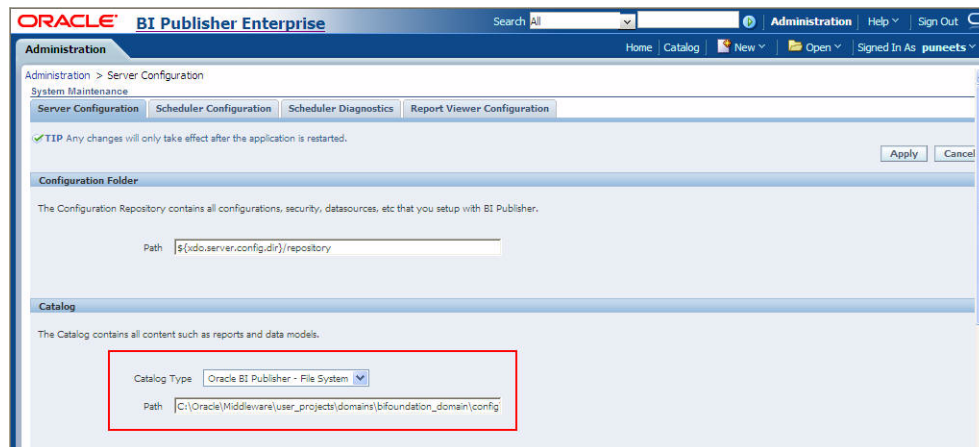 ORACLE BI Publisher Enterprise Search All Administration Help Sign Out
Administration Home Catalog New Open Signed In As puneets
Administration > Server Configuration
System Maintenance
Server Configuration Scheduler Configuration Scheduler Diagnostics Report Viewer Configuration
TIP Any changes will only take effect after the application is restarted.
Apply Cancel
Configuration Folder
The Configuration Repository contains all configurations, security, datasources, etc that you setup with BI Publisher.
Path ${xdo.server.config.dir}/repository
Catalog
The Catalog contains all content such as reports and data models.
Catalog Type Oracle BI Publisher - File System
Path C:\Oracle\Middleware\user_projects\domains\bifoundation_domain\config